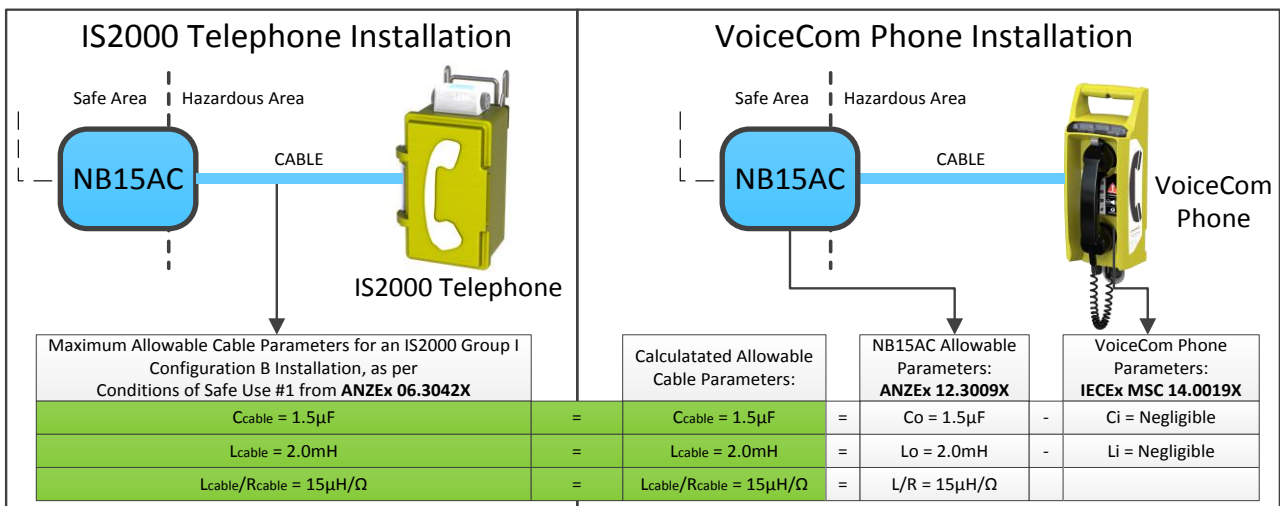 IS2000 Telephone Installation
Safe Area
Hazardous Area
NB15AC
CABLE
IS2000 Telephone
Maximum Allowable Cable Parameters for an IS2000 Group I
Configuration B Installation, as per
Conditions of Safe Use #1 from ANZEx 06.3042X
VoiceCom Phone Installation
Safe Area
Hazardous Area
NB15AC
CABLE
VoiceCom
Phone
Calculatated Allowable
Cable Parameters:
NB15AC Allowable
Parameters:
ANZEx 12.3009X
VoiceCom Phone
Parameters:
IECEx MSC 14.0019X
Ccable = 1.5µF = Ccable = 1.5µF = Co = 1.5µF - Ci = Negligible
Lcable = 2.0mH = Lcable = 2.0mH = Lo = 2.0mH - Li = Negligible
Lcable/Rcable = 15µH/Ω = Lcable/Rcable = 15µH/Ω = L/R = 15µH/Ω